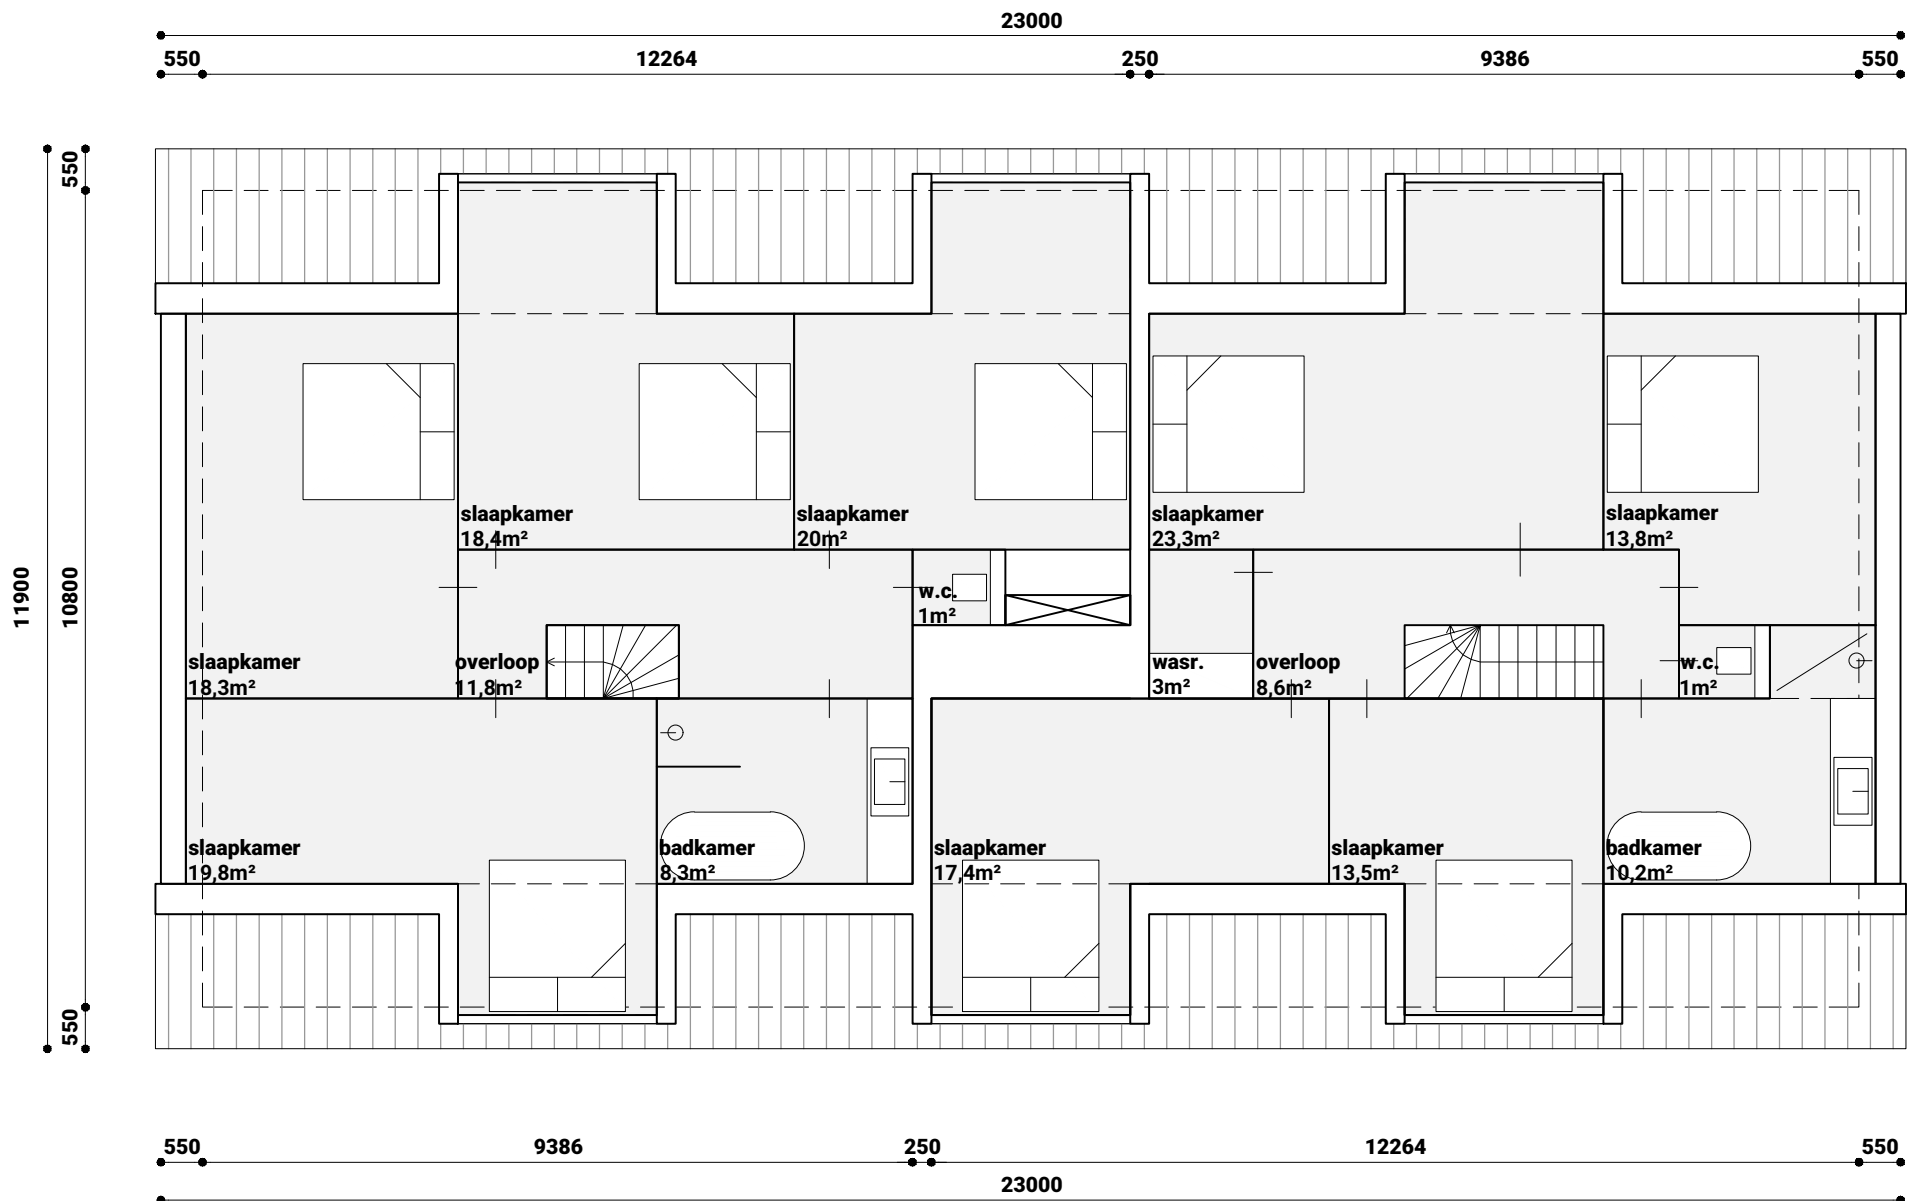 23000
550 12264 250 9386 550
550
11900
10800
550
slaapkamer
18,4m²
slaapkamer
20m²
slaapkamer
23,3m²
slaapkamer
13,8m²
w.c.
1m²
slaapkamer
18,3m²
overloop
11,8m²
wasr.
3m²
overloop
8,6m²
w.c.
1m²
slaapkamer
19,8m²
badkamer
8,3m²
slaapkamer
17,4m²
slaapkamer
13,5m²
badkamer
10,2m²
550 9386 250 12264 550
23000